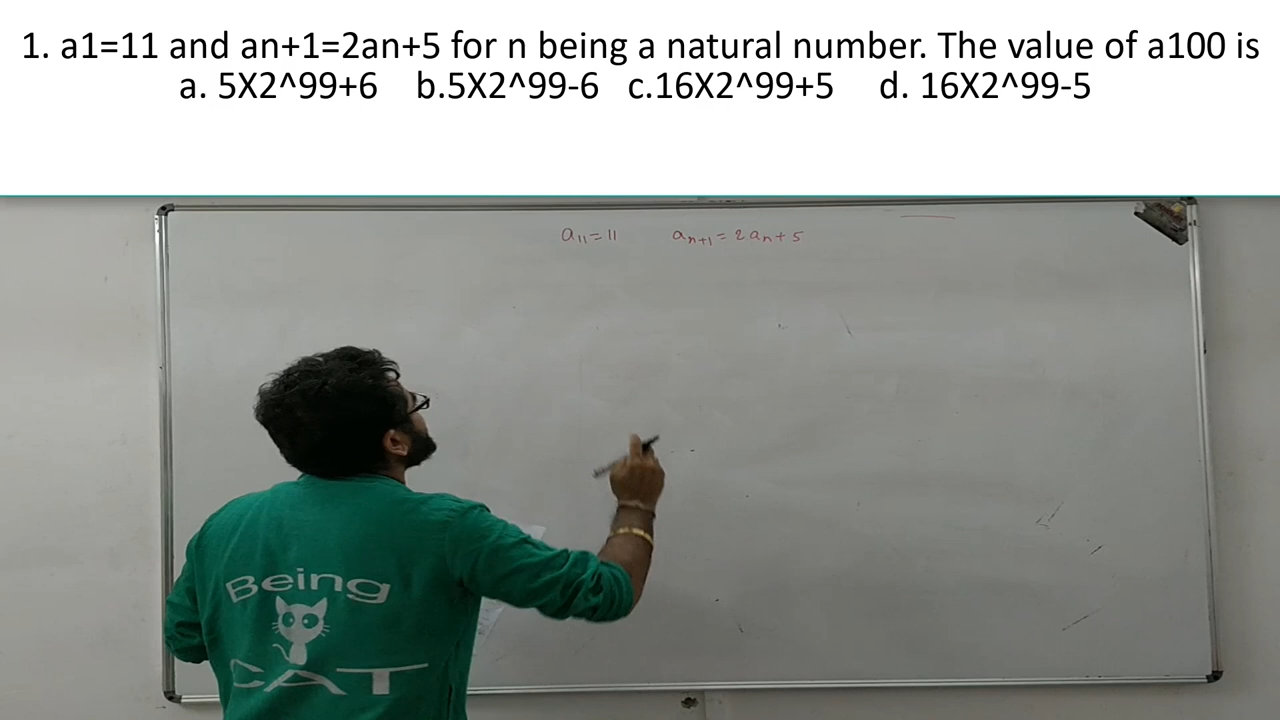 1. a1=11 and an+1=2an+5 for n being a natural number. The value of a100 is
a. 5X2^99+6 b.5X2^99-6 c.16X2^99+5 d. 16X2^99-5
a₁₁=11 aₙ₊₁=2aₙ+5
Being
CAT